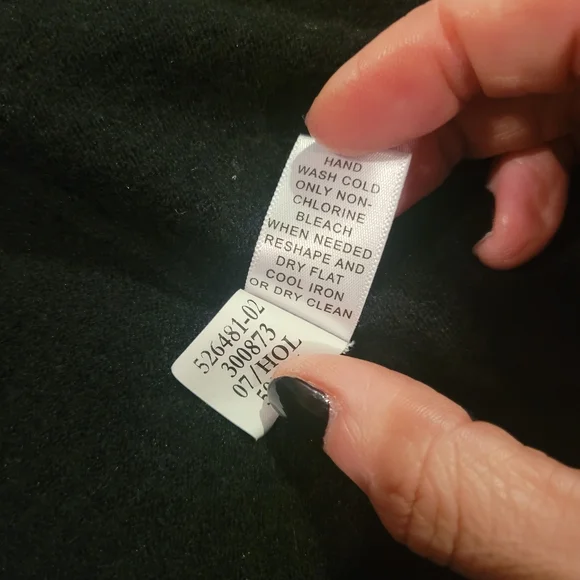 HAND
WASH COLD
ONLY NON-
CHLORINE
BLEACH
WHEN NEEDED
RESHAPE AND
DRY FLAT
COOL IRON
OR DRY CLEAN
526481-02
300873
07/HOL